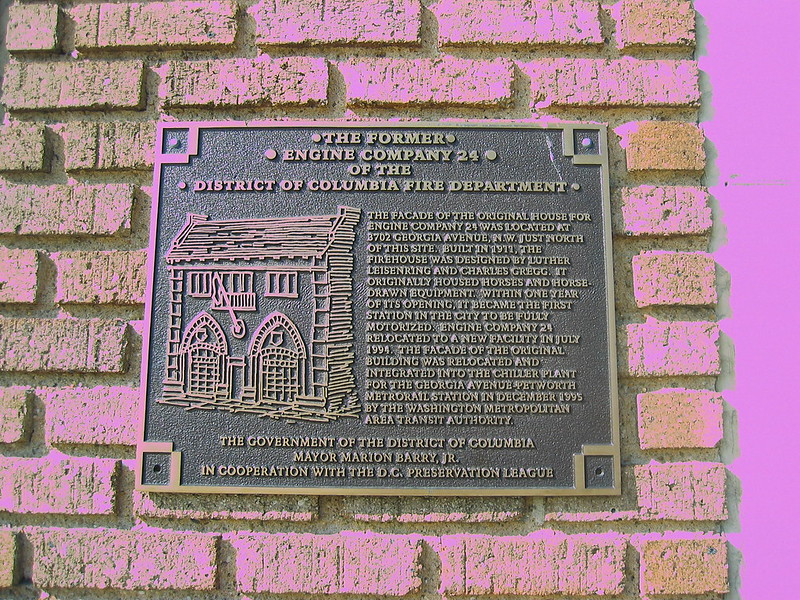 •THE FORMER•
• ENGINE COMPANY 24 •
OF THE
• DISTRICT OF COLUMBIA FIRE DEPARTMENT •
THE FACADE OF THE ORIGINAL HOUSE FOR
ENGINE COMPANY 24 WAS LOCATED AT
3702 GEORGIA AVENUE, N.W. JUST NORTH
OF THIS SITE. BUILT IN 1911, THE
FIREHOUSE WAS DESIGNED BY LUTHER
LEISENRING AND CHARLES GREGG. IT
ORIGINALLY HOUSED HORSES AND HORSE-
DRAWN EQUIPMENT. WITHIN ONE YEAR
OF ITS OPENING, IT BECAME THE FIRST
STATION IN THE CITY TO BE FULLY
MOTORIZED. ENGINE COMPANY 24
RELOCATED TO A NEW FACILITY IN JULY
1994. THE FACADE OF THE ORIGINAL
BUILDING WAS RELOCATED AND
INTEGRATED INTO THE CHILLER PLANT
FOR THE GEORGIA AVENUE-PETWORTH
METRORAIL STATION IN DECEMBER 1995
BY THE WASHINGTON METROPOLITAN
AREA TRANSIT AUTHORITY.
THE GOVERNMENT OF THE DISTRICT OF COLUMBIA
MAYOR MARION BARRY, JR.
IN COOPERATION WITH THE D.C. PRESERVATION LEAGUE